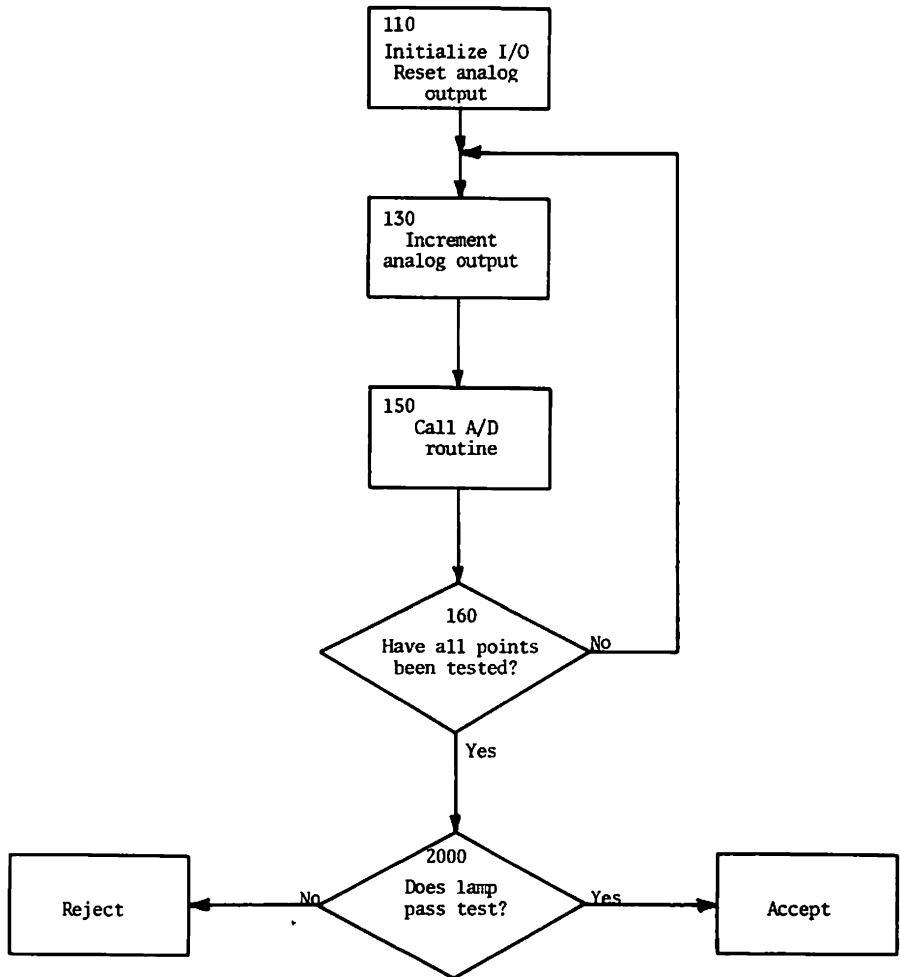 110
Initialize I/O
Reset analog
output
130
Increment
analog output
150
Call A/D
routine
160
Have all points
been tested?
No
Yes
2000
Does lamp
pass test?
No
Yes
Reject
Accept